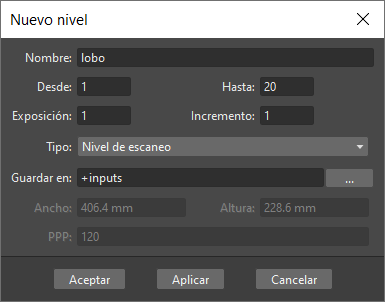 Nuevo nivel
Nombre: lobo
Desde: 1 Hasta: 20
Exposición: 1 Incremento: 1
Tipo: Nivel de escaneo
Guardar en: +inputs ...
Ancho: 406.4 mm Altura: 228.6 mm
PPP: 120
Aceptar Aplicar Cancelar